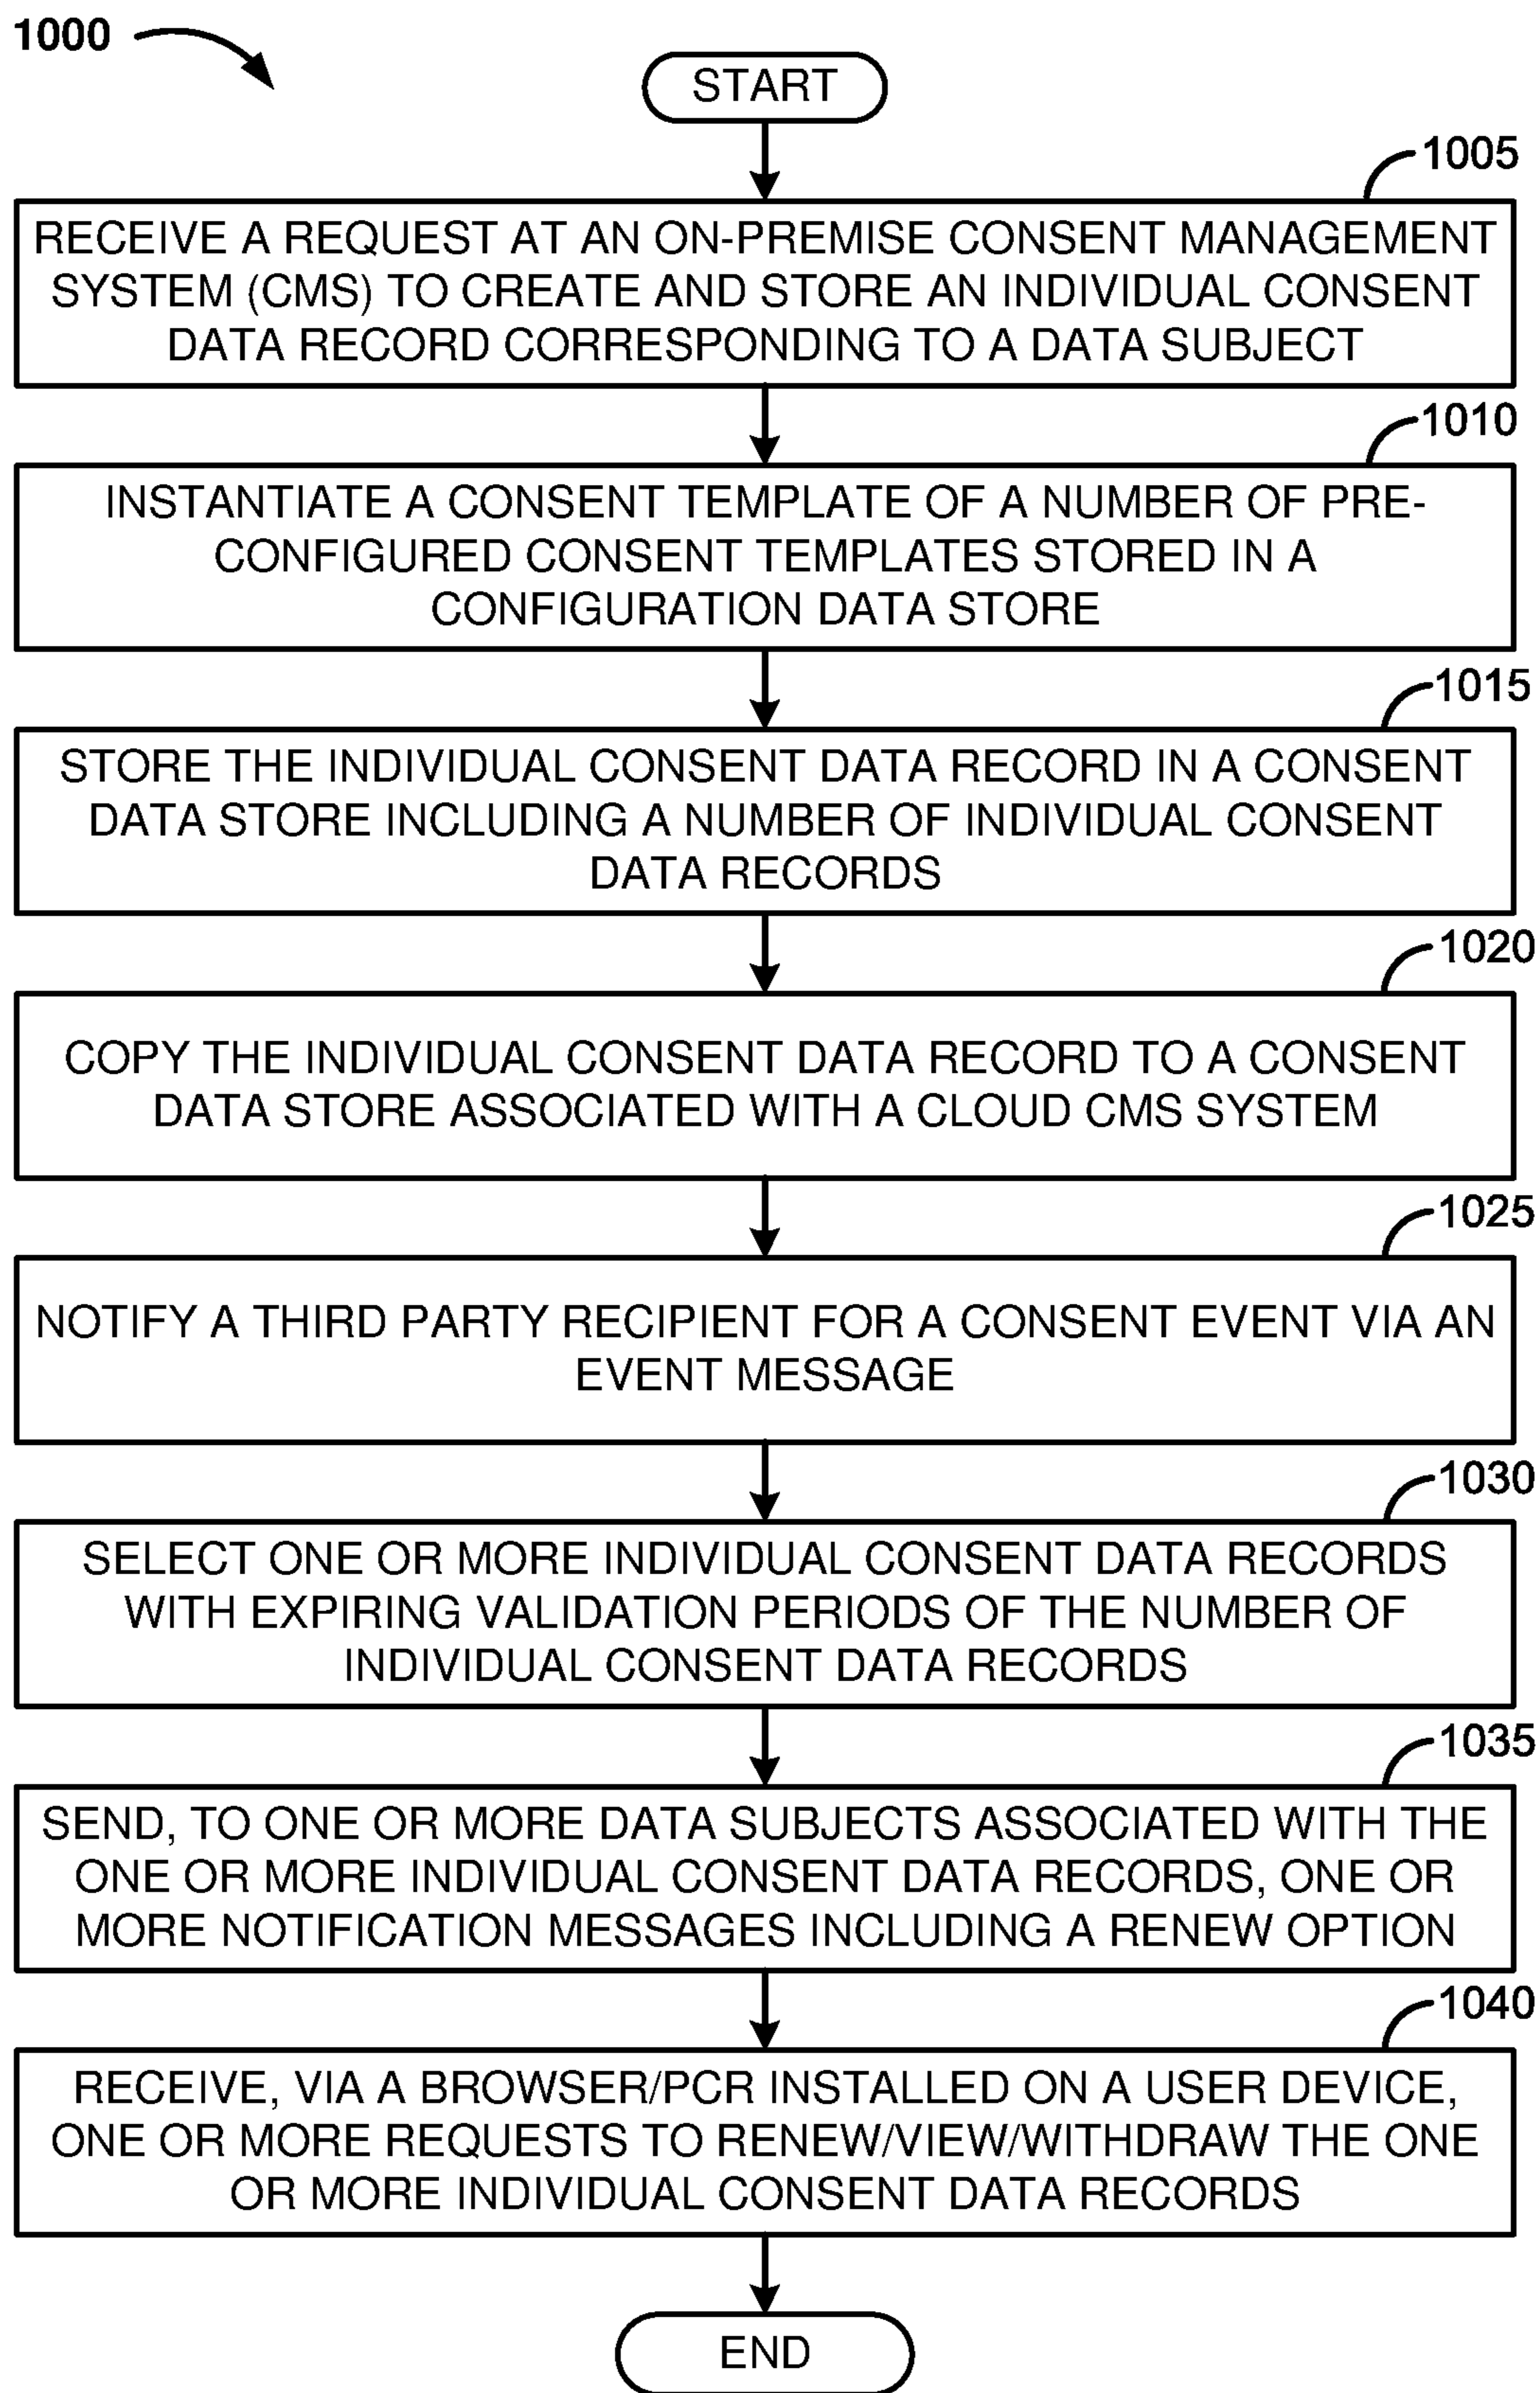 1000
START
1005
RECEIVE A REQUEST AT AN ON-PREMISE CONSENT MANAGEMENT
SYSTEM (CMS) TO CREATE AND STORE AN INDIVIDUAL CONSENT
DATA RECORD CORRESPONDING TO A DATA SUBJECT
1010
INSTANTIATE A CONSENT TEMPLATE OF A NUMBER OF PRE-
CONFIGURED CONSENT TEMPLATES STORED IN A
CONFIGURATION DATA STORE
1015
STORE THE INDIVIDUAL CONSENT DATA RECORD IN A CONSENT
DATA STORE INCLUDING A NUMBER OF INDIVIDUAL CONSENT
DATA RECORDS
1020
COPY THE INDIVIDUAL CONSENT DATA RECORD TO A CONSENT
DATA STORE ASSOCIATED WITH A CLOUD CMS SYSTEM
1025
NOTIFY A THIRD PARTY RECIPIENT FOR A CONSENT EVENT VIA AN
EVENT MESSAGE
1030
SELECT ONE OR MORE INDIVIDUAL CONSENT DATA RECORDS
WITH EXPIRING VALIDATION PERIODS OF THE NUMBER OF
INDIVIDUAL CONSENT DATA RECORDS
1035
SEND, TO ONE OR MORE DATA SUBJECTS ASSOCIATED WITH THE
ONE OR MORE INDIVIDUAL CONSENT DATA RECORDS, ONE OR
MORE NOTIFICATION MESSAGES INCLUDING A RENEW OPTION
1040
RECEIVE, VIA A BROWSER/PCR INSTALLED ON A USER DEVICE,
ONE OR MORE REQUESTS TO RENEW/VIEW/WITHDRAW THE ONE
OR MORE INDIVIDUAL CONSENT DATA RECORDS
END